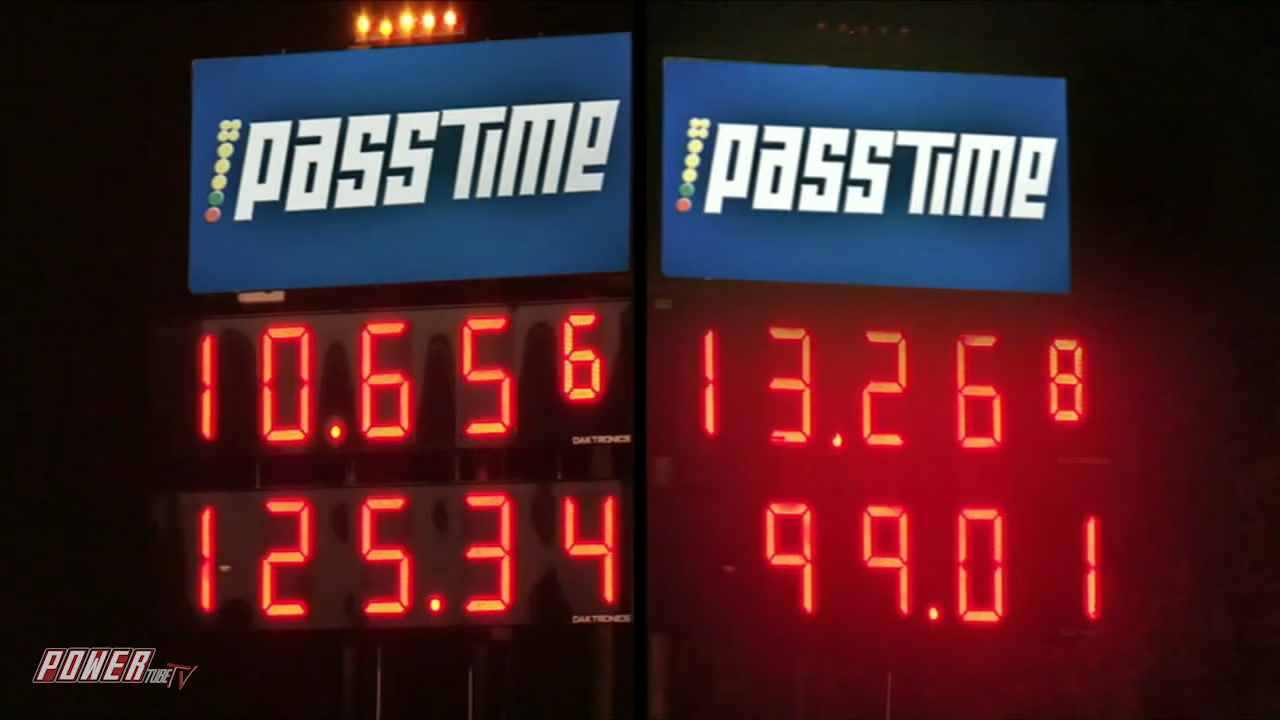 PASSTIME
10.656
DAKTRONICS
125.34
DAKTRONICS
PASSTIME
13.268
99.01
POWER TUBE TV